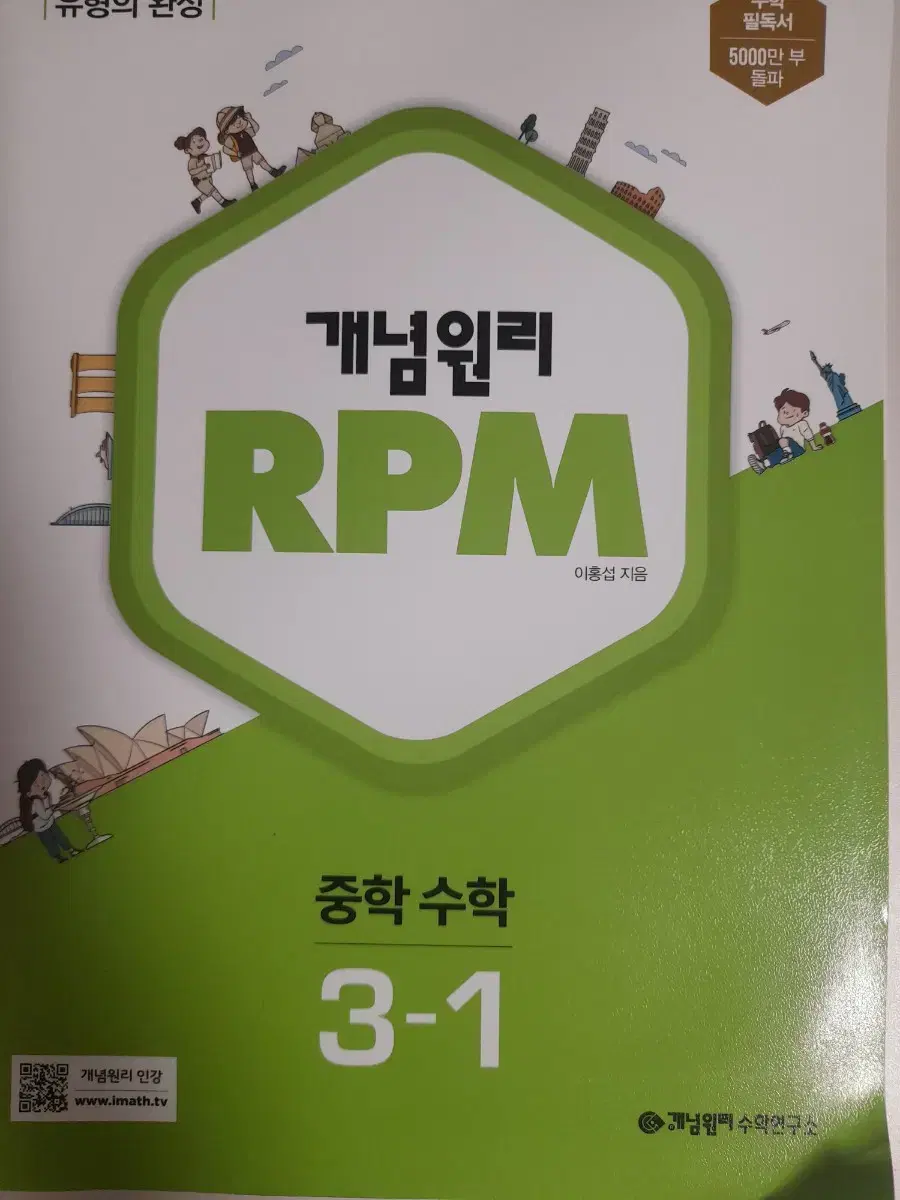 유형의 완성
수학
필독서
5000만 부
돌파
개념원리
RPM
이홍섭 지음
중학 수학
3-1
개념원리 인강
www.imath.tv
개념원리 수학연구소